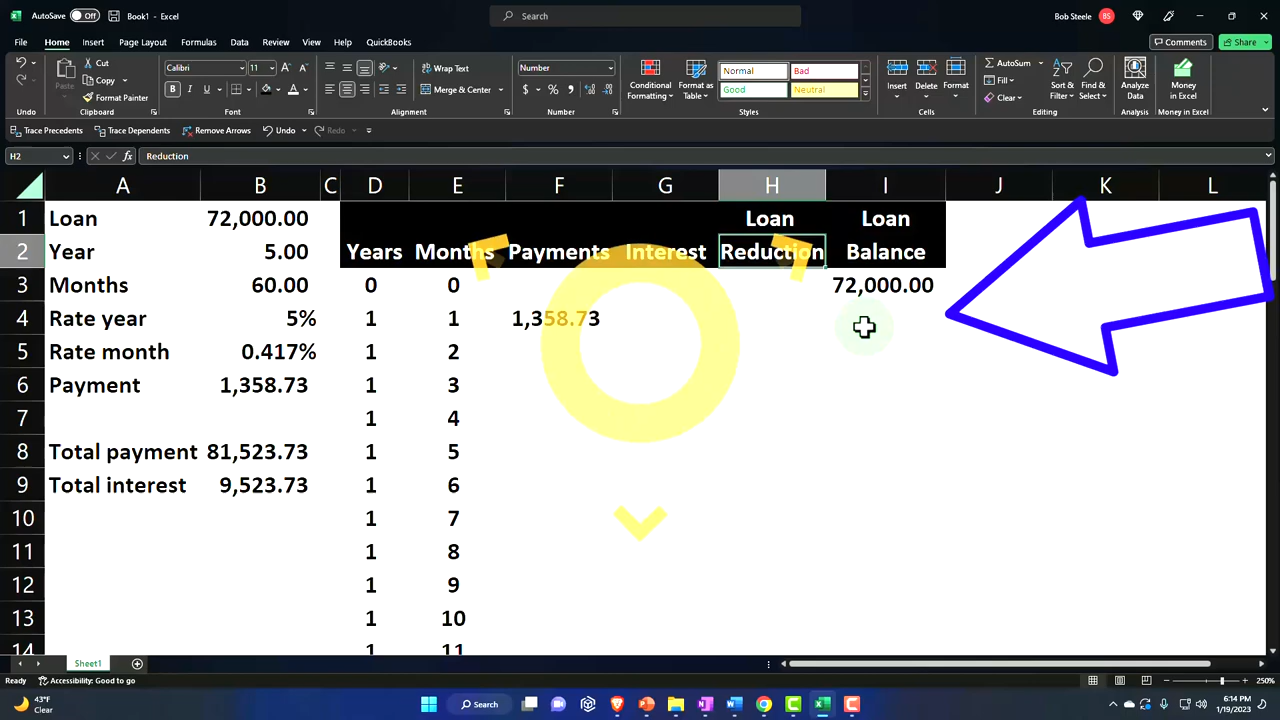 AutoSave Off Book1 - Excel Search Bob Steele BS
File Home Insert Page Layout Formulas Data Review View Help QuickBooks Comments Share
Cut Calibri 11 Wrap Text Number Normal Bad AutoSum
Copy Fill
Paste Format Painter B I U Merge & Center $ % Conditional Formatting Format as Table Good Neutral Insert Delete Format Clear Sort & Filter Find & Select Analyze Data Money in Excel
Undo Clipboard Font Alignment Number Styles Cells Editing Analysis Money in Excel
Trace Precedents Trace Dependents Remove Arrows Undo Redo
H2 fx Reduction
A B C D E F G H I J K L
1 Loan 72,000.00 Loan Loan
2 Year 5.00 Years Months Payments Interest Reduction Balance
3 Months 60.00 0 0 72,000.00
4 Rate year 5% 1 1 1,358.73
5 Rate month 0.417% 1 2
6 Payment 1,358.73 1 3
7 1 4
8 Total payment 81,523.73 1 5
9 Total interest 9,523.73 1 6
10 1 7
11 1 8
12 1 9
13 1 10
14 1 11
Sheet1
Ready Accessibility: Good to go 250%
43°F Search 6:14 PM
Clear 1/19/2023